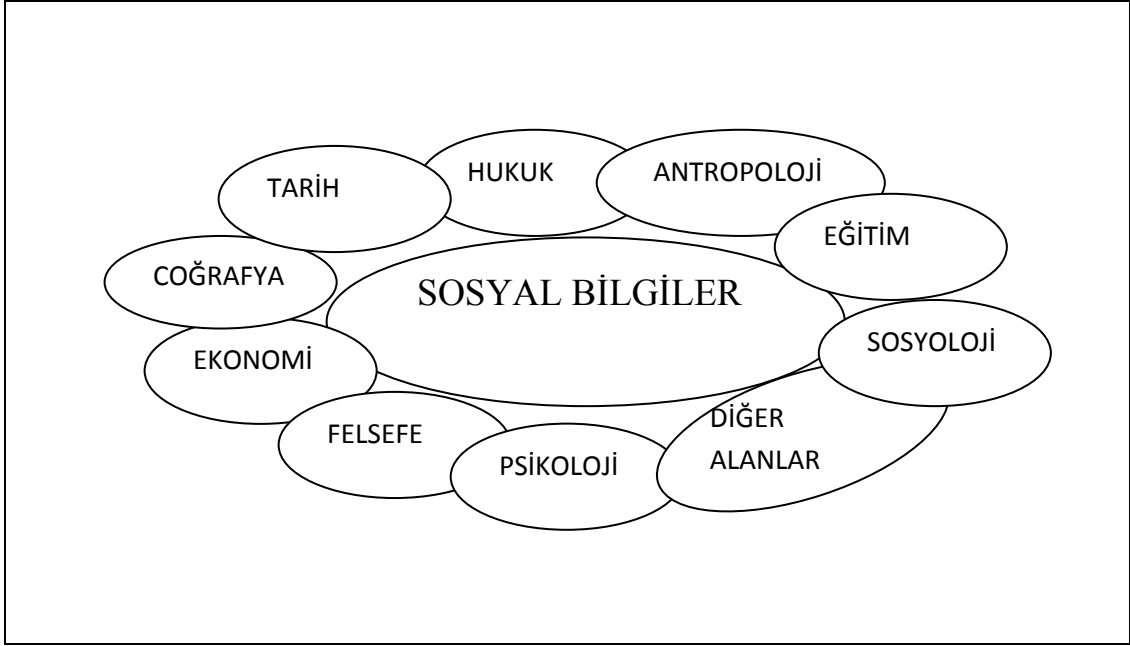 HUKUK
ANTROPOLOJİ
TARİH
EĞİTİM
COĞRAFYA
SOSYAL BİLGİLER
SOSYOLOJİ
EKONOMİ
DİĞER
ALANLAR
FELSEFE
PSİKOLOJİ